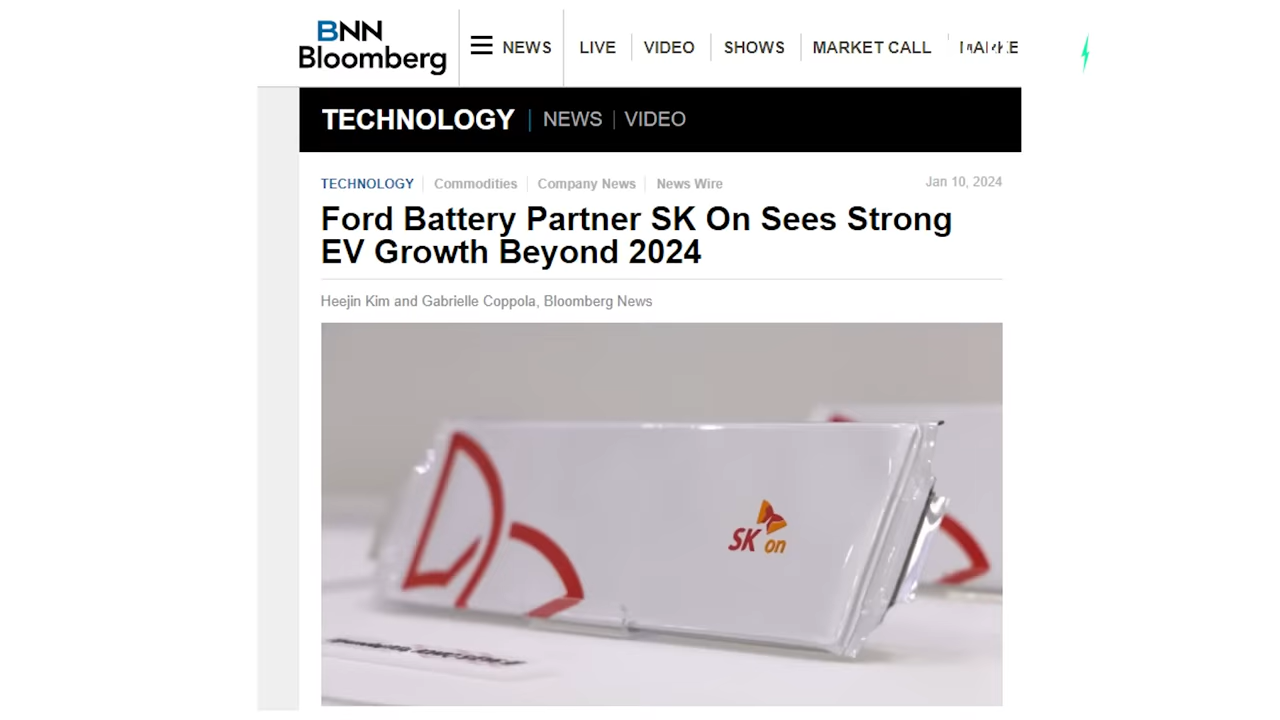 BNN
Bloomberg
NEWS
LIVE
VIDEO
SHOWS
MARKET CALL
TECHNOLOGY
NEWS
VIDEO
TECHNOLOGY
Commodities
Company News
News Wire
Jan 10, 2024
Ford Battery Partner SK On Sees Strong
EV Growth Beyond 2024
Heejin Kim and Gabrielle Coppola, Bloomberg News
SK on